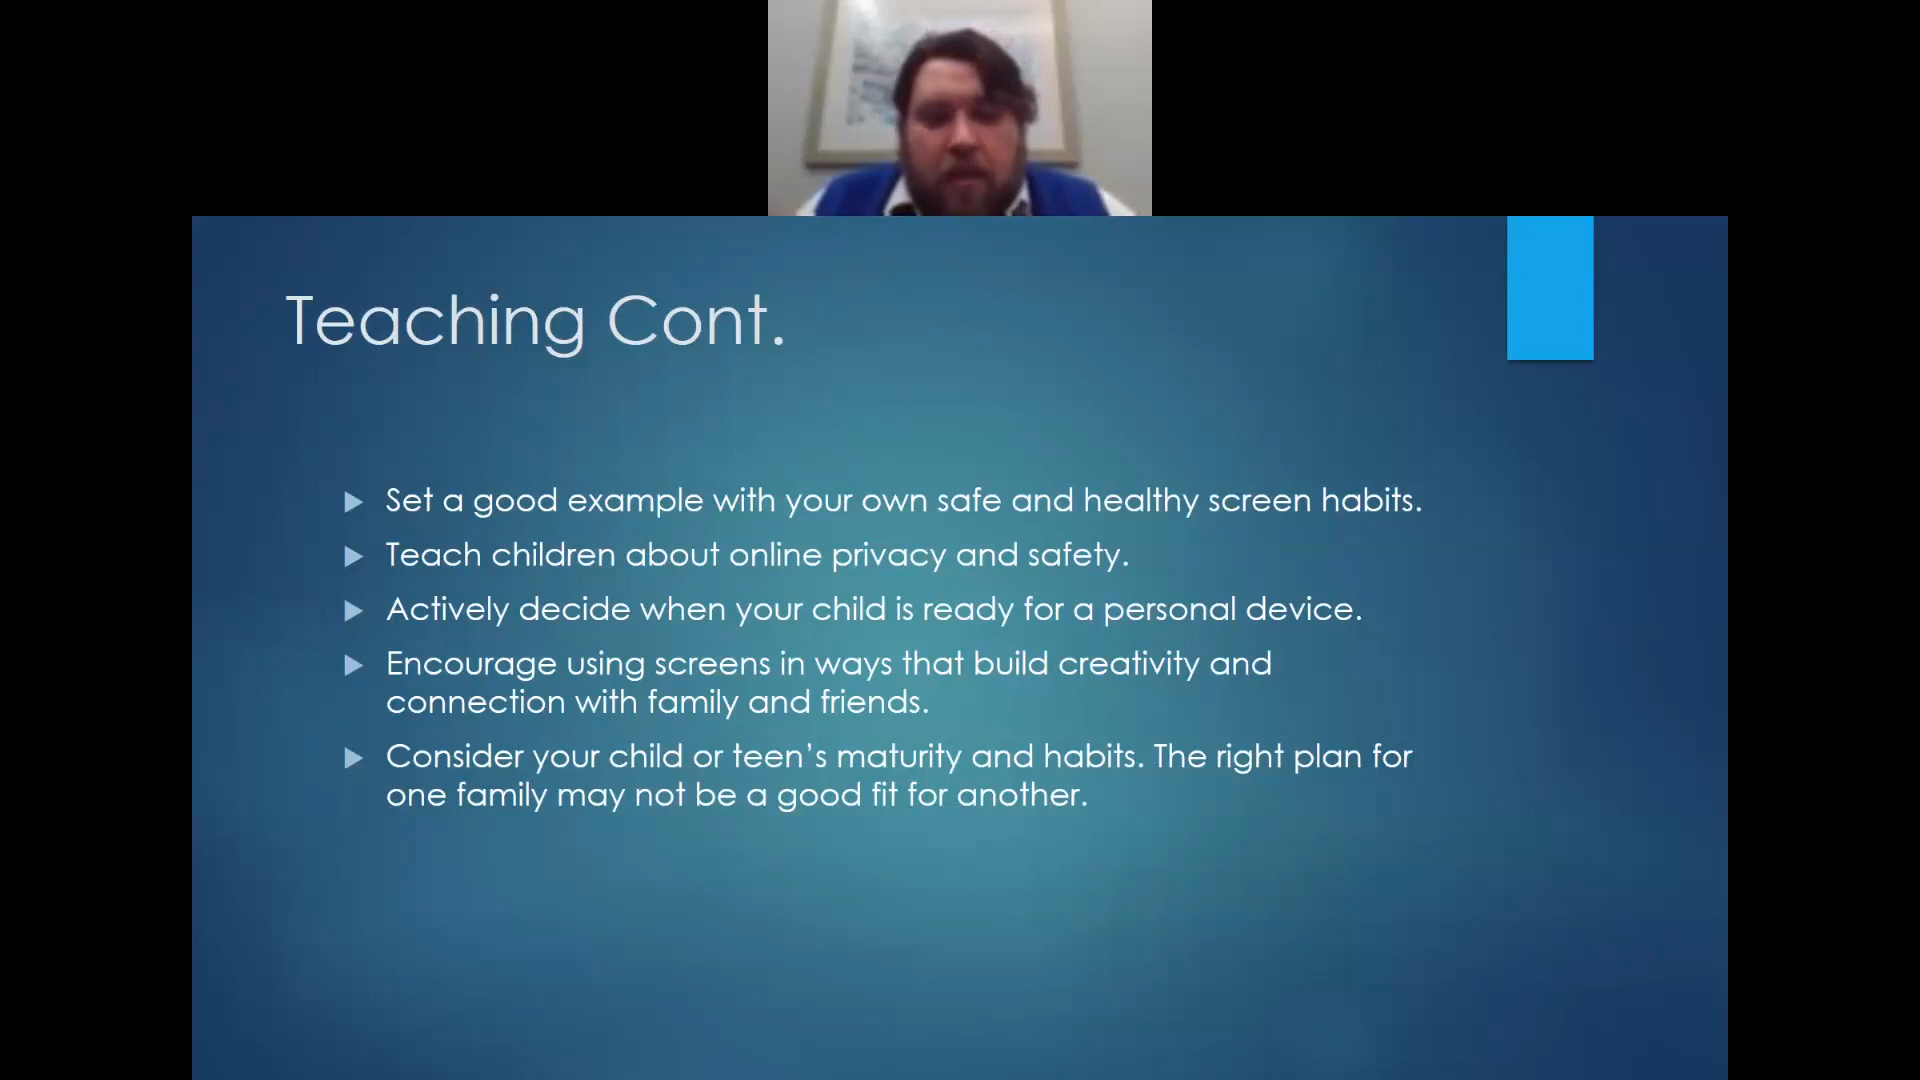 Teaching Cont.
Set a good example with your own safe and healthy screen habits.
Teach children about online privacy and safety.
Actively decide when your child is ready for a personal device.
Encourage using screens in ways that build creativity and
connection with family and friends.
Consider your child or teen’s maturity and habits. The right plan for
one family may not be a good fit for another.